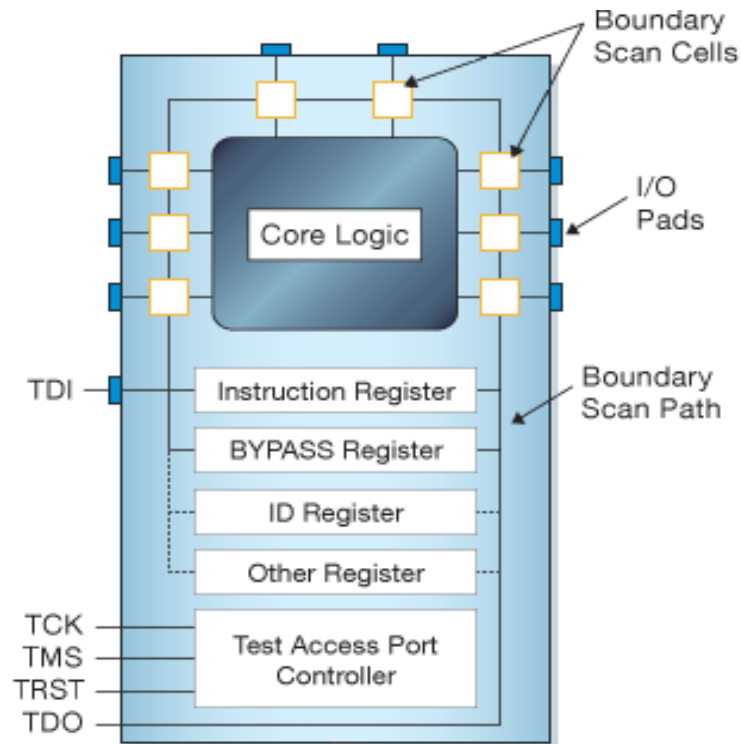 Boundary
Scan Cells
I/O
Pads
Core Logic
TDI
Instruction Register
Boundary
Scan Path
BYPASS Register
ID Register
Other Register
TCK
TMS
TRST
TDO
Test Access Port
Controller